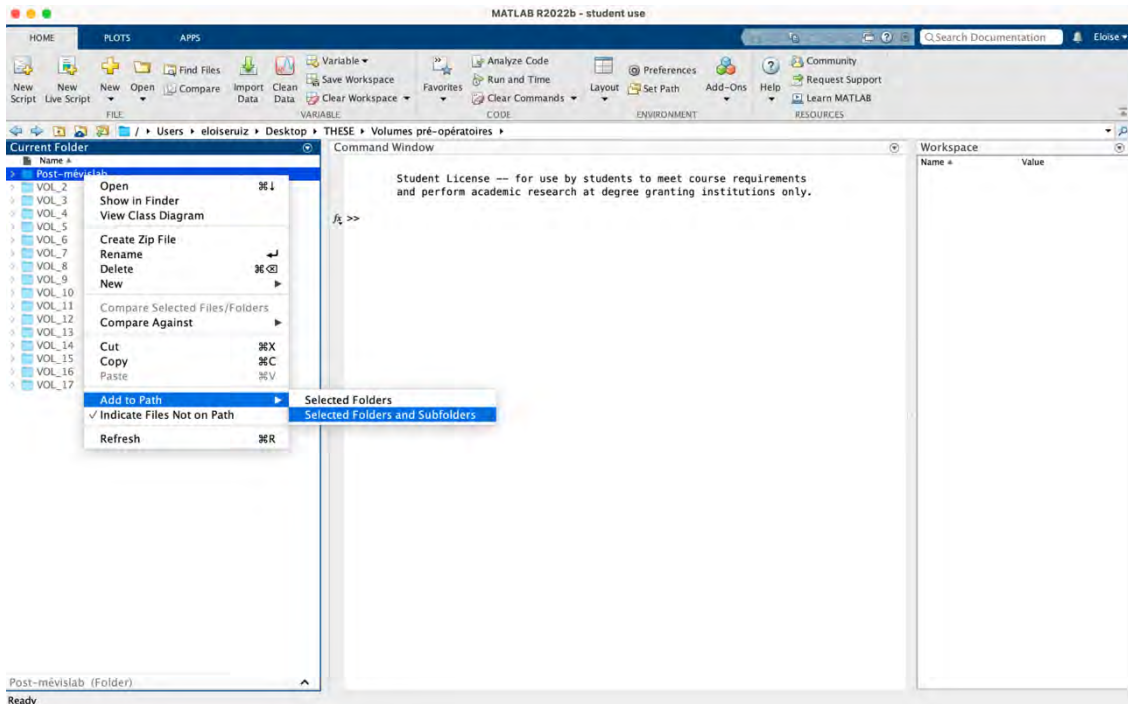 MATLAB R2022b - student use
HOME PLOTS APPS
Search Documentation Eloise
New Script
New Live Script
New
Open
Find Files
Compare
Import Data
Clean Data
Variable
Save Workspace
Clear Workspace
Favorites
Analyze Code
Run and Time
Clear Commands
Layout
Preferences
Set Path
Add-Ons
Help
Community
Request Support
Learn MATLAB
FILE VARIABLE CODE ENVIRONMENT RESOURCES
/ Users eloiseruiz Desktop THESE Volumes pré-opératoires
Current Folder
Name
Post-mévislab
VOL_2
VOL_3
VOL_4
VOL_5
VOL_6
VOL_7
VOL_8
VOL_9
VOL_10
VOL_11
VOL_12
VOL_13
VOL_14
VOL_15
VOL_16
VOL_17
Open ⌘↓
Show in Finder
View Class Diagram
Create Zip File
Rename ↵
Delete ⌘⌫
New
Compare Selected Files/Folders
Compare Against
Cut ⌘X
Copy ⌘C
Paste ⌘V
Add to Path
✓ Indicate Files Not on Path
Refresh ⌘R
Selected Folders
Selected Folders and Subfolders
Command Window
Student License -- for use by students to meet course requirements
and perform academic research at degree granting institutions only.
fx >>
Workspace
Name Value
Post-mévislab (Folder)
Ready